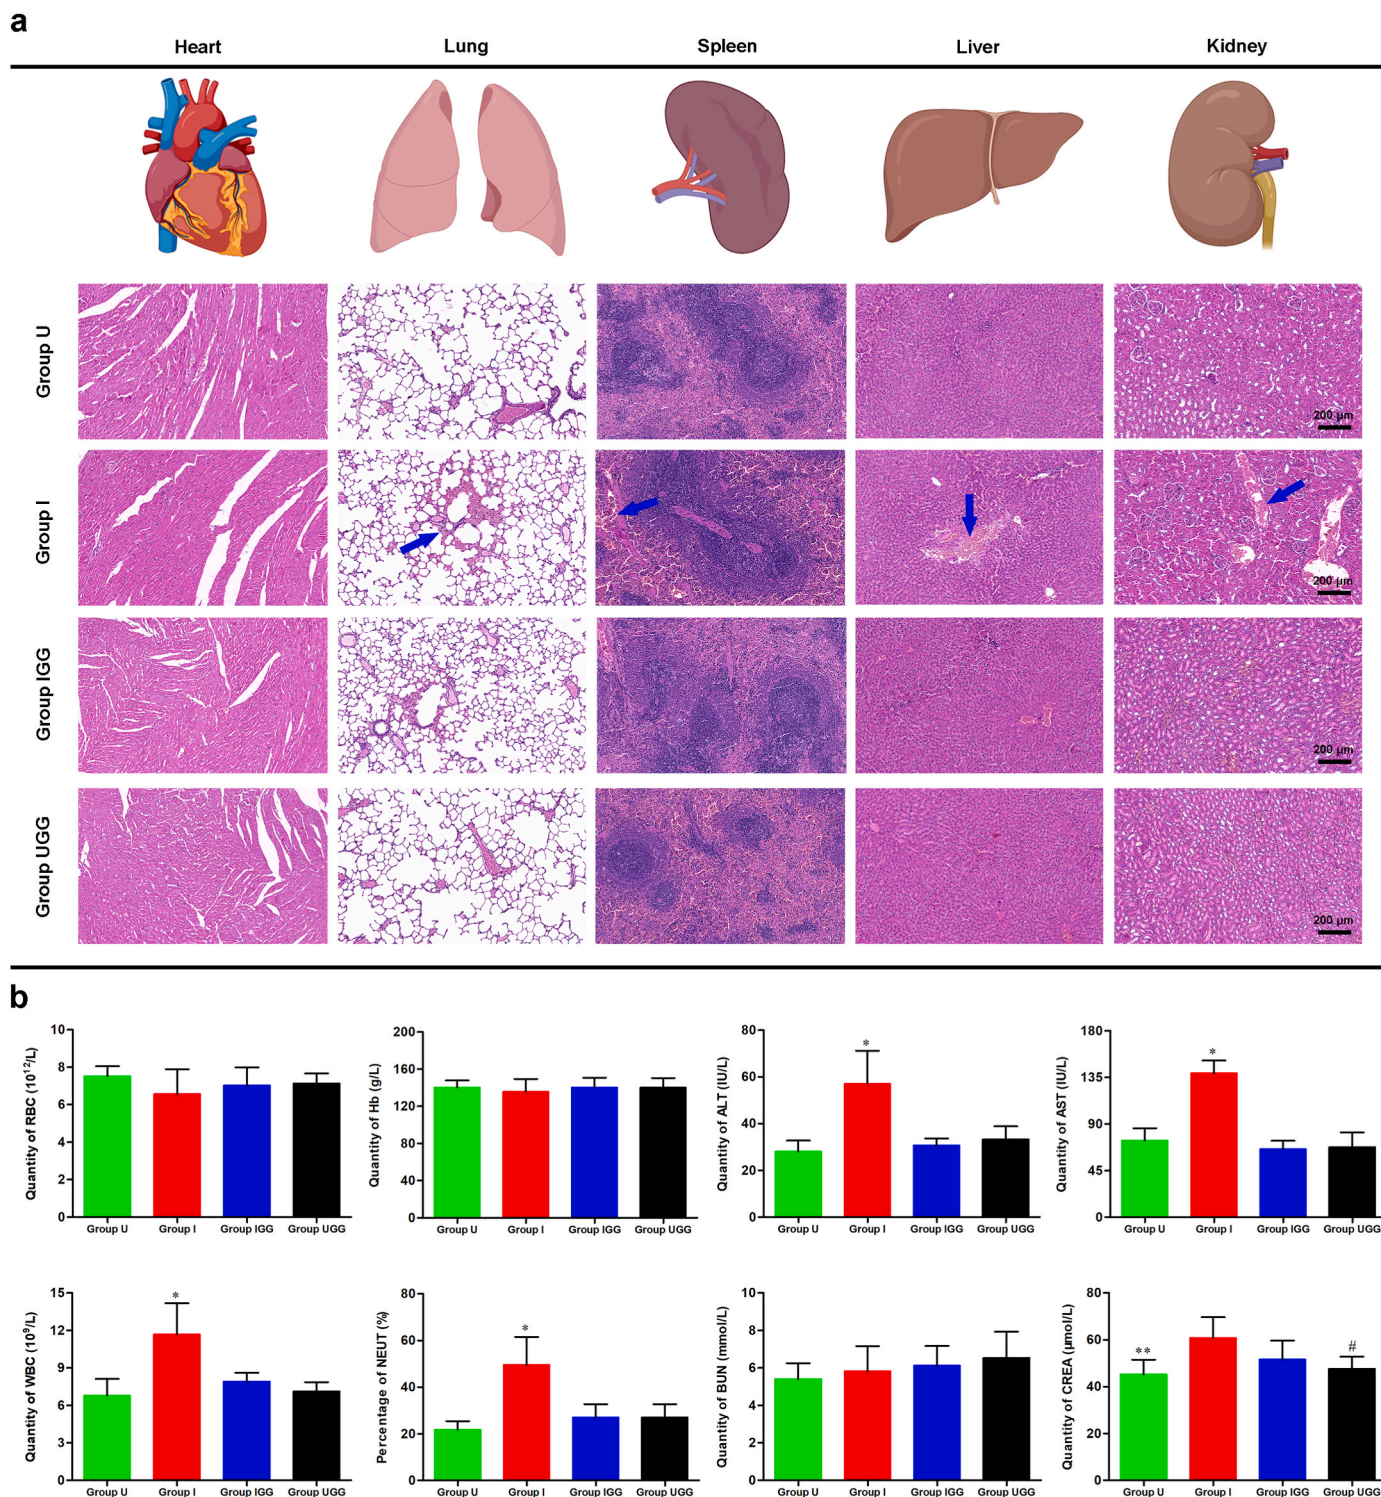 a
Heart Lung Spleen Liver Kidney
Group U
200 μm
Group I
200 μm
Group IGG
200 μm
Group UGG
200 μm
b
Quantity of RBC (10¹²/L)
10
8
6
4
2
0
Group U Group I Group IGG Group UGG
Quantity of Hb (g/L)
200
160
120
80
40
0
Group U Group I Group IGG Group UGG
Quantity of ALT (IU/L)
80
60
40
20
0
*
Group U Group I Group IGG Group UGG
Quantity of AST (IU/L)
180
135
90
45
0
*
Group U Group I Group IGG Group UGG
Quantity of WBC (10⁹/L)
15
12
9
6
3
0
*
Group U Group I Group IGG Group UGG
Percentage of NEUT (%)
80
60
40
20
0
*
Group U Group I Group IGG Group UGG
Quantity of BUN (mmol/L)
10
8
6
4
2
0
Group U Group I Group IGG Group UGG
Quantity of CREA (μmol/L)
80
60
40
20
0
**
#
Group U Group I Group IGG Group UGG